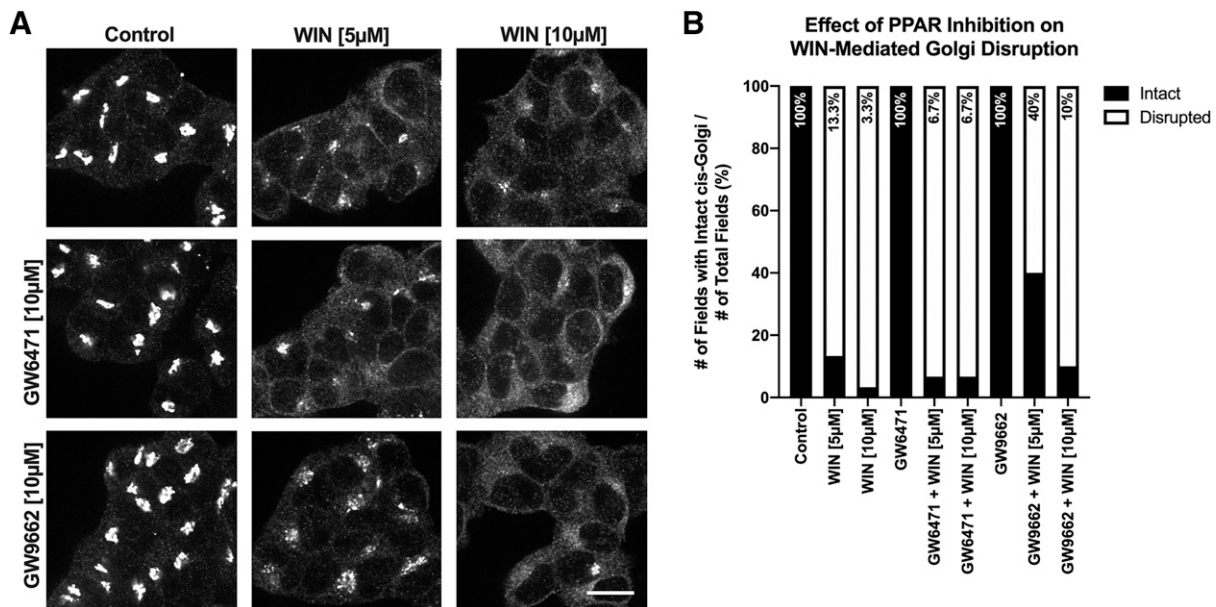 A
Control
WIN [5µM]
WIN [10µM]
GW6471 [10µM]
GW9662 [10µM]
B
Effect of PPAR Inhibition on
WIN-Mediated Golgi Disruption
# of Fields with Intact cis-Golgi /
# of Total Fields (%)
100
80
60
40
20
0
100%
13.3%
3.3%
100%
6.7%
6.7%
100%
40%
10%
Intact
Disrupted
Control
WIN [5µM]
WIN [10µM]
GW6471
GW6471 + WIN [5µM]
GW6471 + WIN [10µM]
GW9662
GW9662 + WIN [5µM]
GW9662 + WIN [10µM]